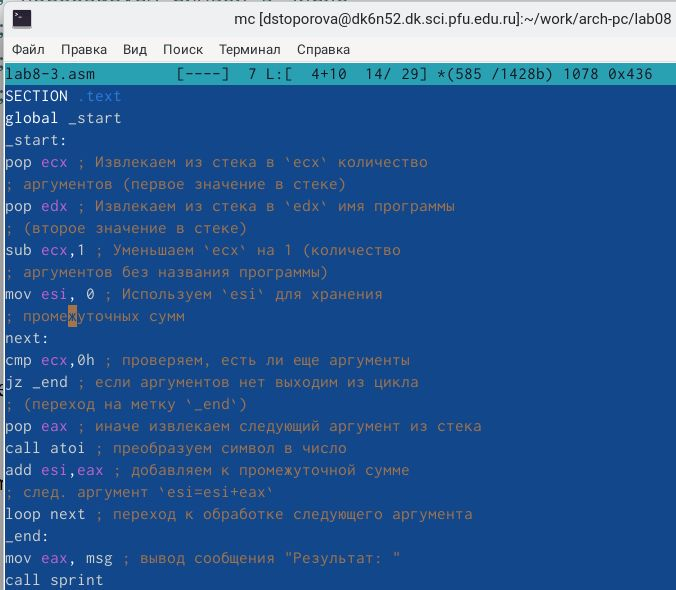 mc [dstoporova@dk6n52.dk.sci.pfu.edu.ru]:~/work/arch-pc/lab08
Файл Правка Вид Поиск Терминал Справка
lab8-3.asm [----] 7 L:[ 4+10 14/ 29] *(585 /1428b) 1078 0x436
SECTION .text
global _start
_start:
pop ecx ; Извлекаем из стека в `ecx` количество
; аргументов (первое значение в стеке)
pop edx ; Извлекаем из стека в `edx` имя программы
; (второе значение в стеке)
sub ecx,1 ; Уменьшаем `ecx` на 1 (количество
; аргументов без названия программы)
mov esi, 0 ; Используем `esi` для хранения
; промежуточных сумм
next:
cmp ecx,0h ; проверяем, есть ли еще аргументы
jz _end ; если аргументов нет выходим из цикла
; (переход на метку `_end`)
pop eax ; иначе извлекаем следующий аргумент из стека
call atoi ; преобразуем символ в число
add esi,eax ; добавляем к промежуточной сумме
; след. аргумент `esi=esi+eax`
loop next ; переход к обработке следующего аргумента
_end:
mov eax, msg ; вывод сообщения "Результат: "
call sprint